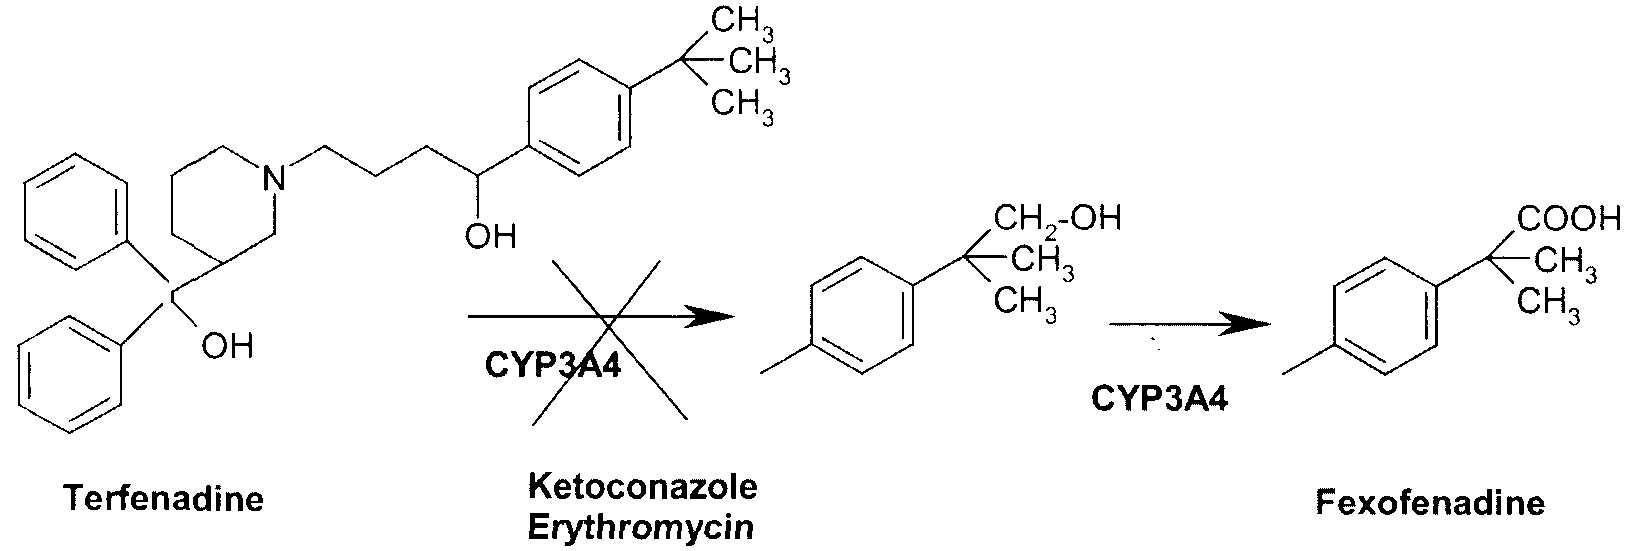 CH3
CH3
CH3
N
OH
OH
CYP3A4
CH2-OH
CH3
CH3
CYP3A4
COOH
CH3
CH3
Terfenadine
Ketoconazole
Erythromycin
Fexofenadine